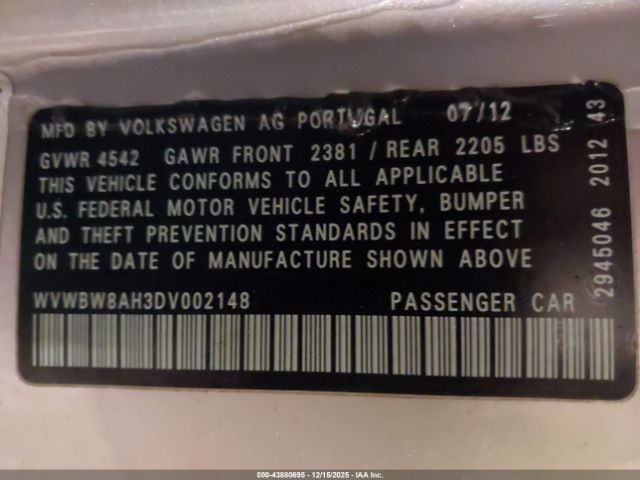 MFD BY VOLKSWAGEN AG PORTUGAL 07/12
GVWR 4542 GAWR FRONT 2381 / REAR 2205 LBS
THIS VEHICLE CONFORMS TO ALL APPLICABLE
U.S. FEDERAL MOTOR VEHICLE SAFETY, BUMPER
AND THEFT PREVENTION STANDARDS IN EFFECT
ON THE DATE OF MANUFACTURE SHOWN ABOVE
WVWBW8AH3DV002148 PASSENGER CAR
2945046 2012 43
000-43880695 - 12/15/2025 - IAA Inc.